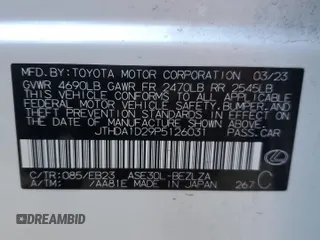 MFD. BY: TOYOTA MOTOR CORPORATION 03/23
GVWR 4690LB GAWR FR 2470LB RR 2545LB
THIS VEHICLE CONFORMS TO ALL APPLICABLE
FEDERAL MOTOR VEHICLE SAFETY, BUMPER, AND
THEFT PREVENTION STANDARDS IN EFFECT ON
THE DATE OF MANUFACTURE SHOWN ABOVE.
JTHDA1D29P5126031 PASS.CAR
C/TR:085/EB23 ASE30L-BEZLZA
A/TM: /AA81E MADE IN JAPAN 267 C